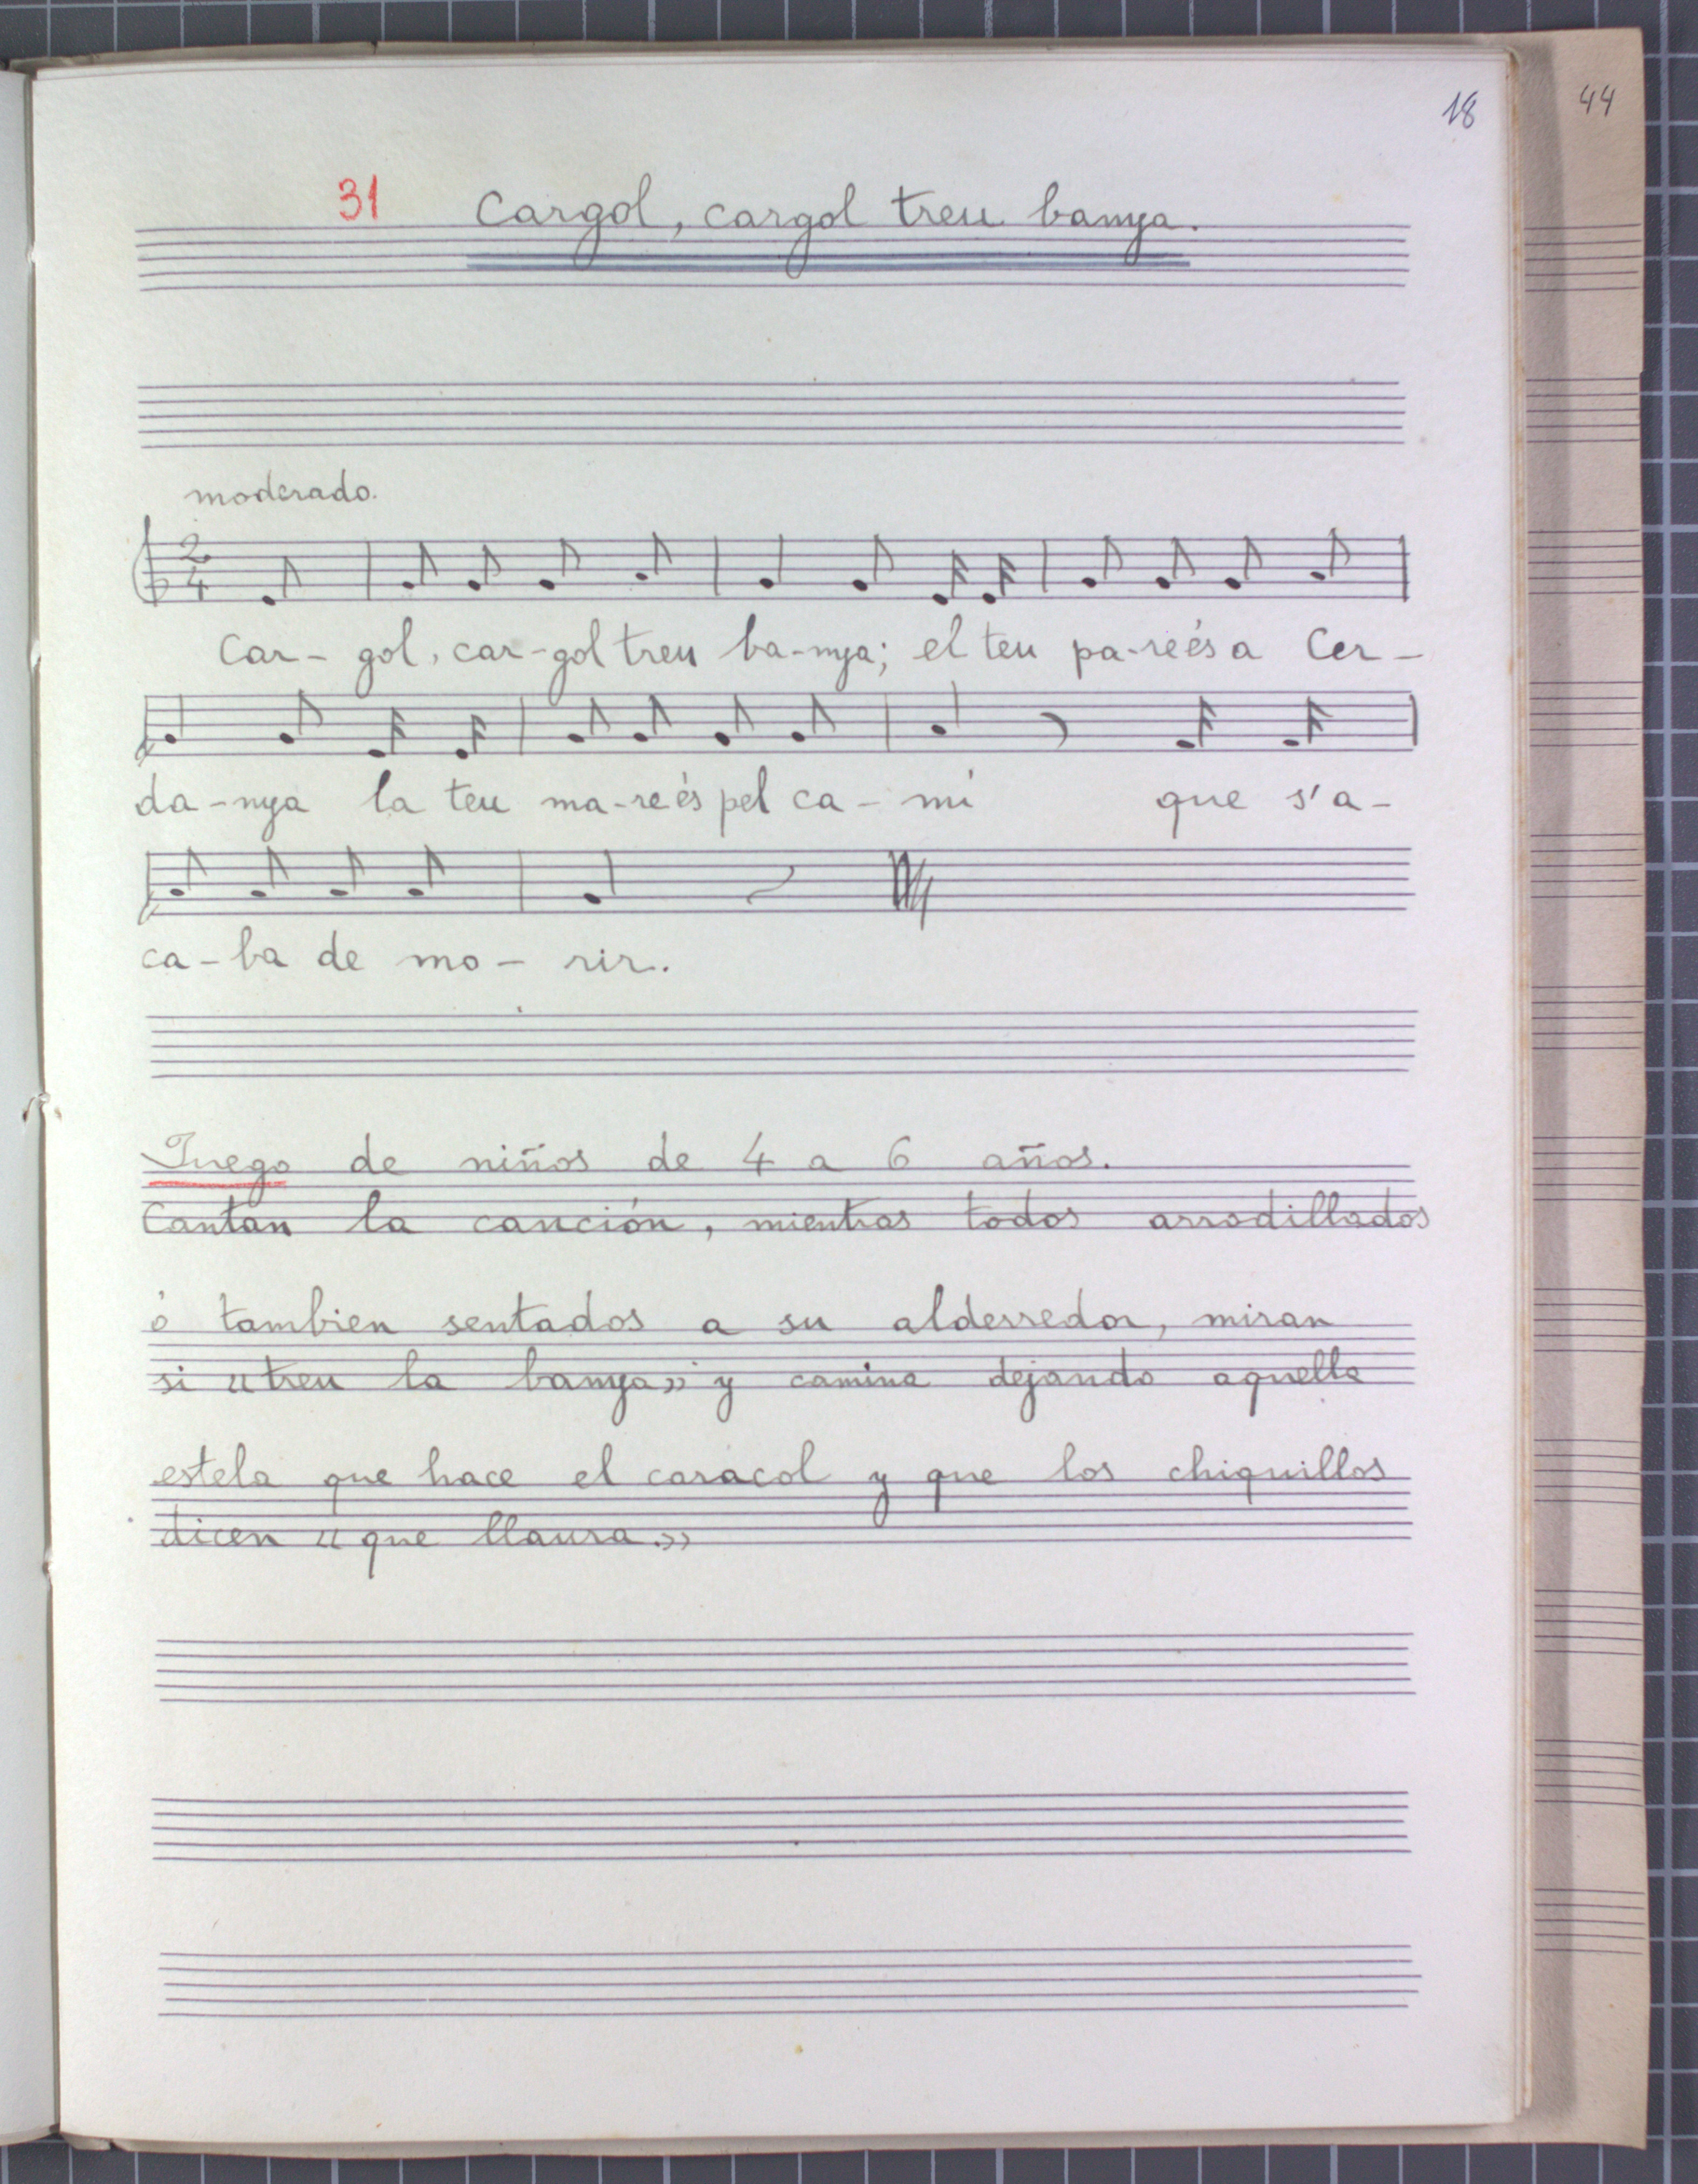 18
44
31 Cargol, cargol treu banya.
moderado.
2
4
Car- gol, car-gol treu ba-nya; el teu pa-re és a Cer-
da-nya la teu ma-re és pel ca-mí que s'a-
ca-ba de mo- rir.
Juego de niños de 4 a 6 años.
Cantan la canción, mientras todos arrodillados
ó tambien sentados a su alderredor, miran
si «treu la banya» y camina dejando aquella
estela que hace el caracol y que los chiquillos
dicen «que llaura.»